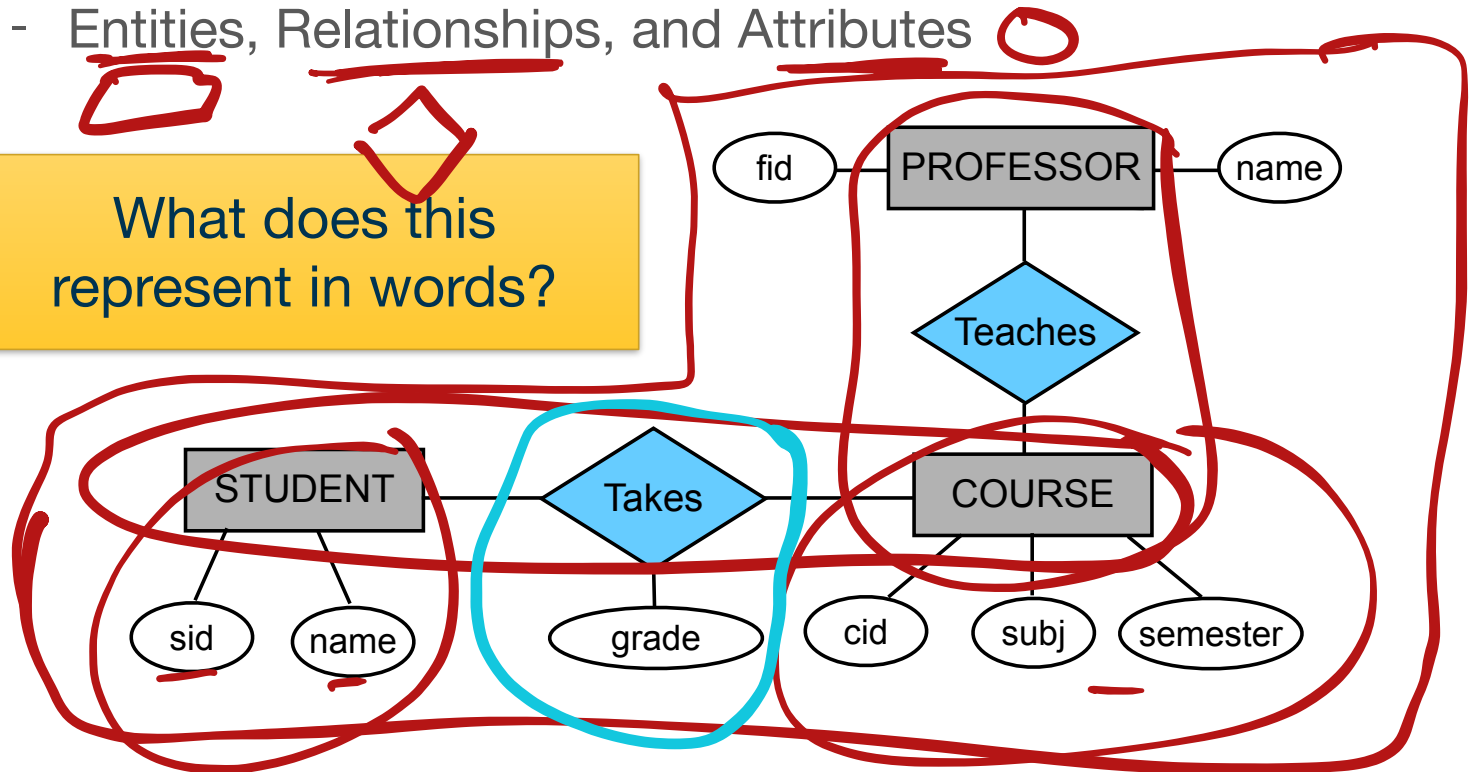 - Entities, Relationships, and Attributes
What does this
represent in words?
fid
PROFESSOR
name
Teaches
STUDENT
Takes
COURSE
sid
name
grade
cid
subj
semester